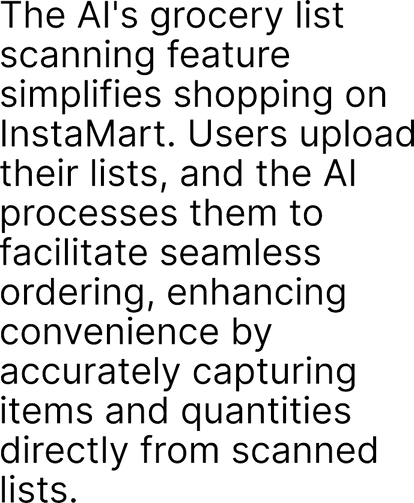 The AI's grocery list
scanning feature
simplifies shopping on
InstaMart. Users upload
their lists, and the AI
processes them to
facilitate seamless
ordering, enhancing
convenience by
accurately capturing
items and quantities
directly from scanned
lists.